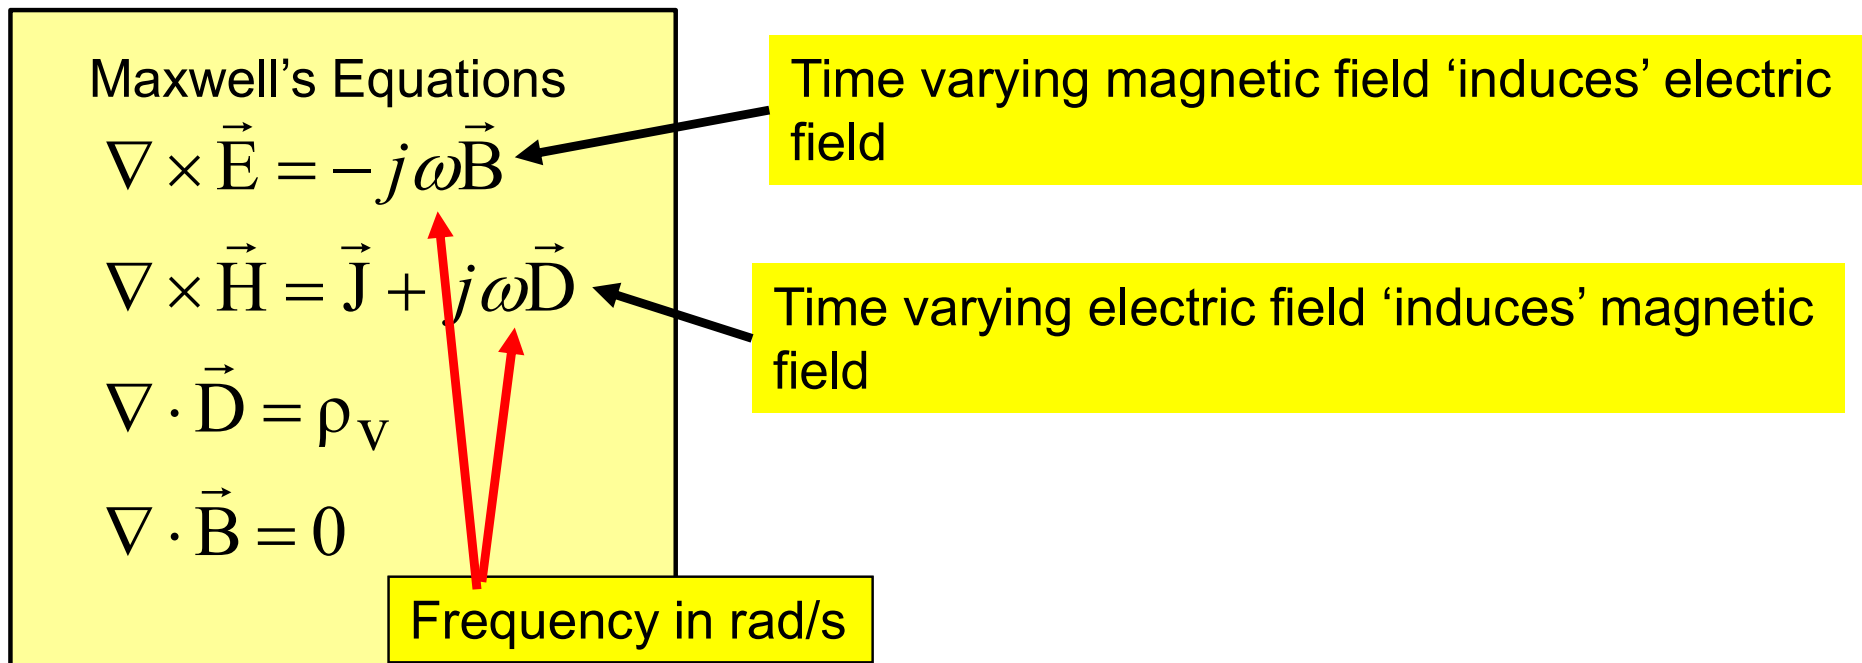 Maxwell’s Equations
∇ × E⃗ = − jωB⃗
∇ × H⃗ = J⃗ + jωD⃗
∇ · D⃗ = ρ_v
∇ · B⃗ = 0
Time varying magnetic field ‘induces’ electric
field
Time varying electric field ‘induces’ magnetic
field
Frequency in rad/s